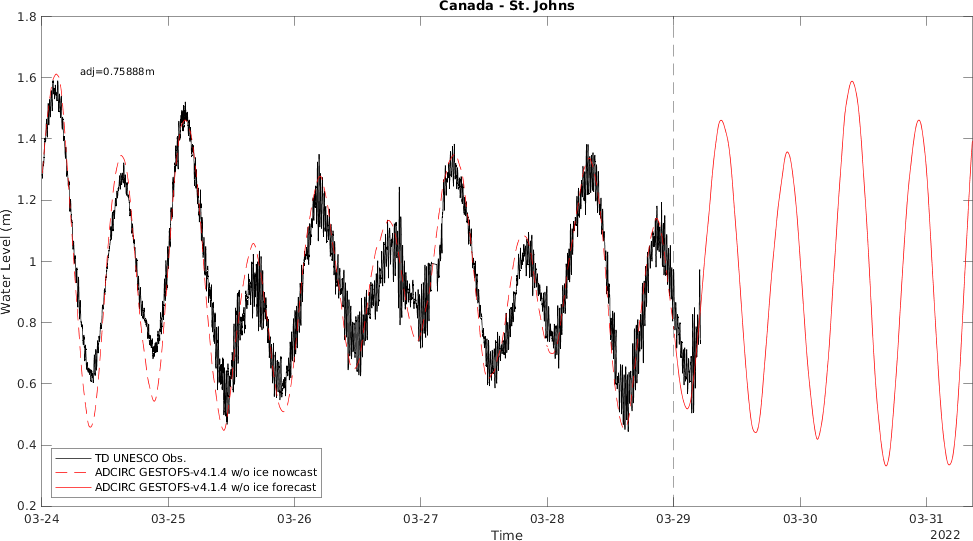 Canada - St. Johns
1.8
1.6
1.4
1.2
1
0.8
0.6
0.4
0.2
Water Level (m)
adj=0.75888m
TD UNESCO Obs.
ADCIRC GESTOFS-v4.1.4 w/o ice nowcast
ADCIRC GESTOFS-v4.1.4 w/o ice forecast
03-24 03-25 03-26 03-27 03-28 03-29 03-30 03-31
Time
2022